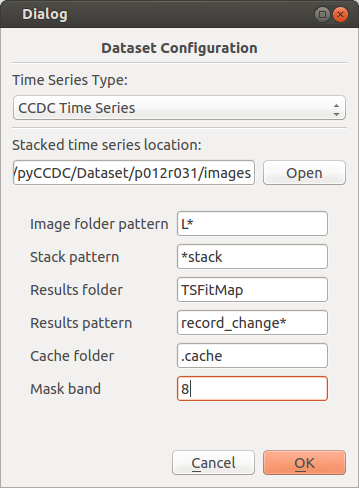 Dialog
Dataset Configuration
Time Series Type:
CCDC Time Series
Stacked time series location:
/pyCCDC/Dataset/p012r031/images Open
Image folder pattern L*
Stack pattern *stack
Results folder TSFitMap
Results pattern record_change*
Cache folder .cache
Mask band 8
Cancel OK